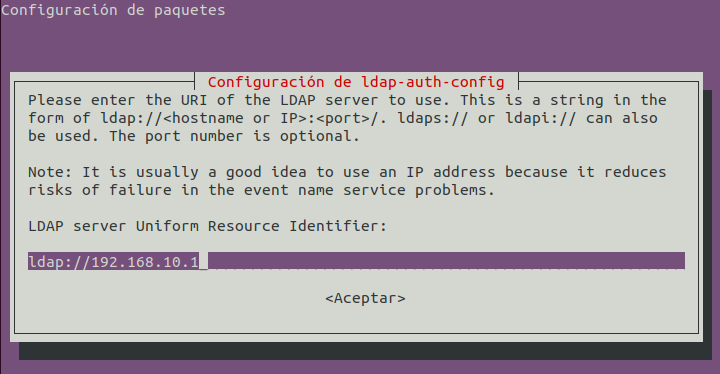 Configuración de paquetes
Configuración de ldap-auth-config
Please enter the URI of the LDAP server to use. This is a string in the
form of ldap://<hostname or IP>:<port>/. ldaps:// or ldapi:// can also
be used. The port number is optional.
Note: It is usually a good idea to use an IP address because it reduces
risks of failure in the event name service problems.
LDAP server Uniform Resource Identifier:
ldap://192.168.10.1
<Aceptar>